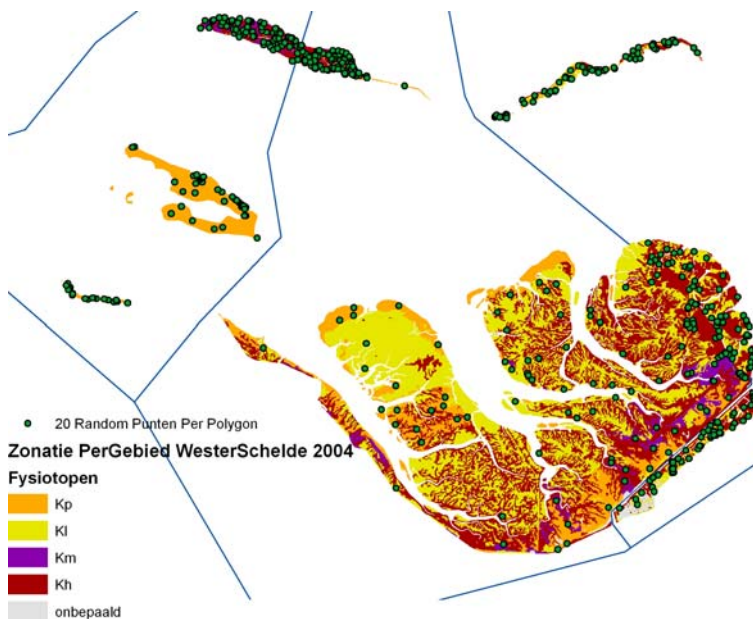 20 Random Punten Per Polygon
Zonatie PerGebied WesterSchelde 2004
Fysiotopen
Kp
Kl
Km
Kh
onbepaald